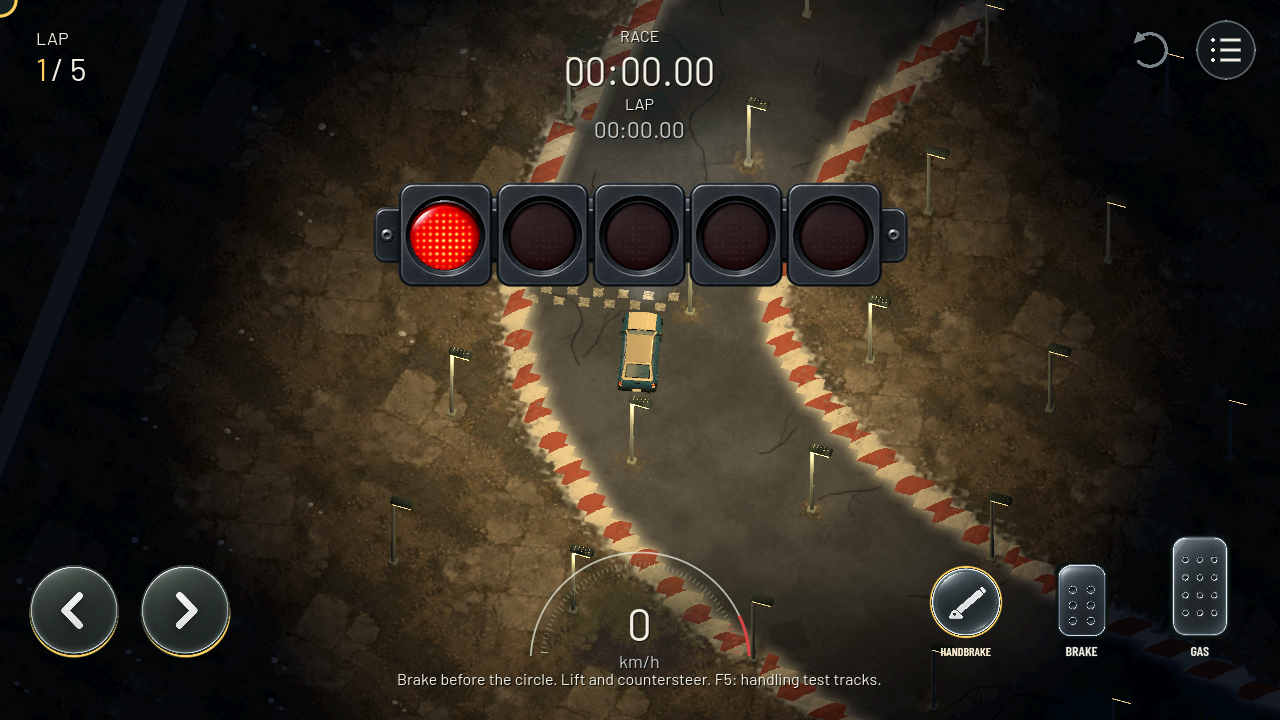 LAP
1/ 5
RACE
00:00.00
LAP
00:00.00
0
km/h
Brake before the circle. Lift and countersteer. F5: handling test tracks.
HANDBRAKE
BRAKE
GAS